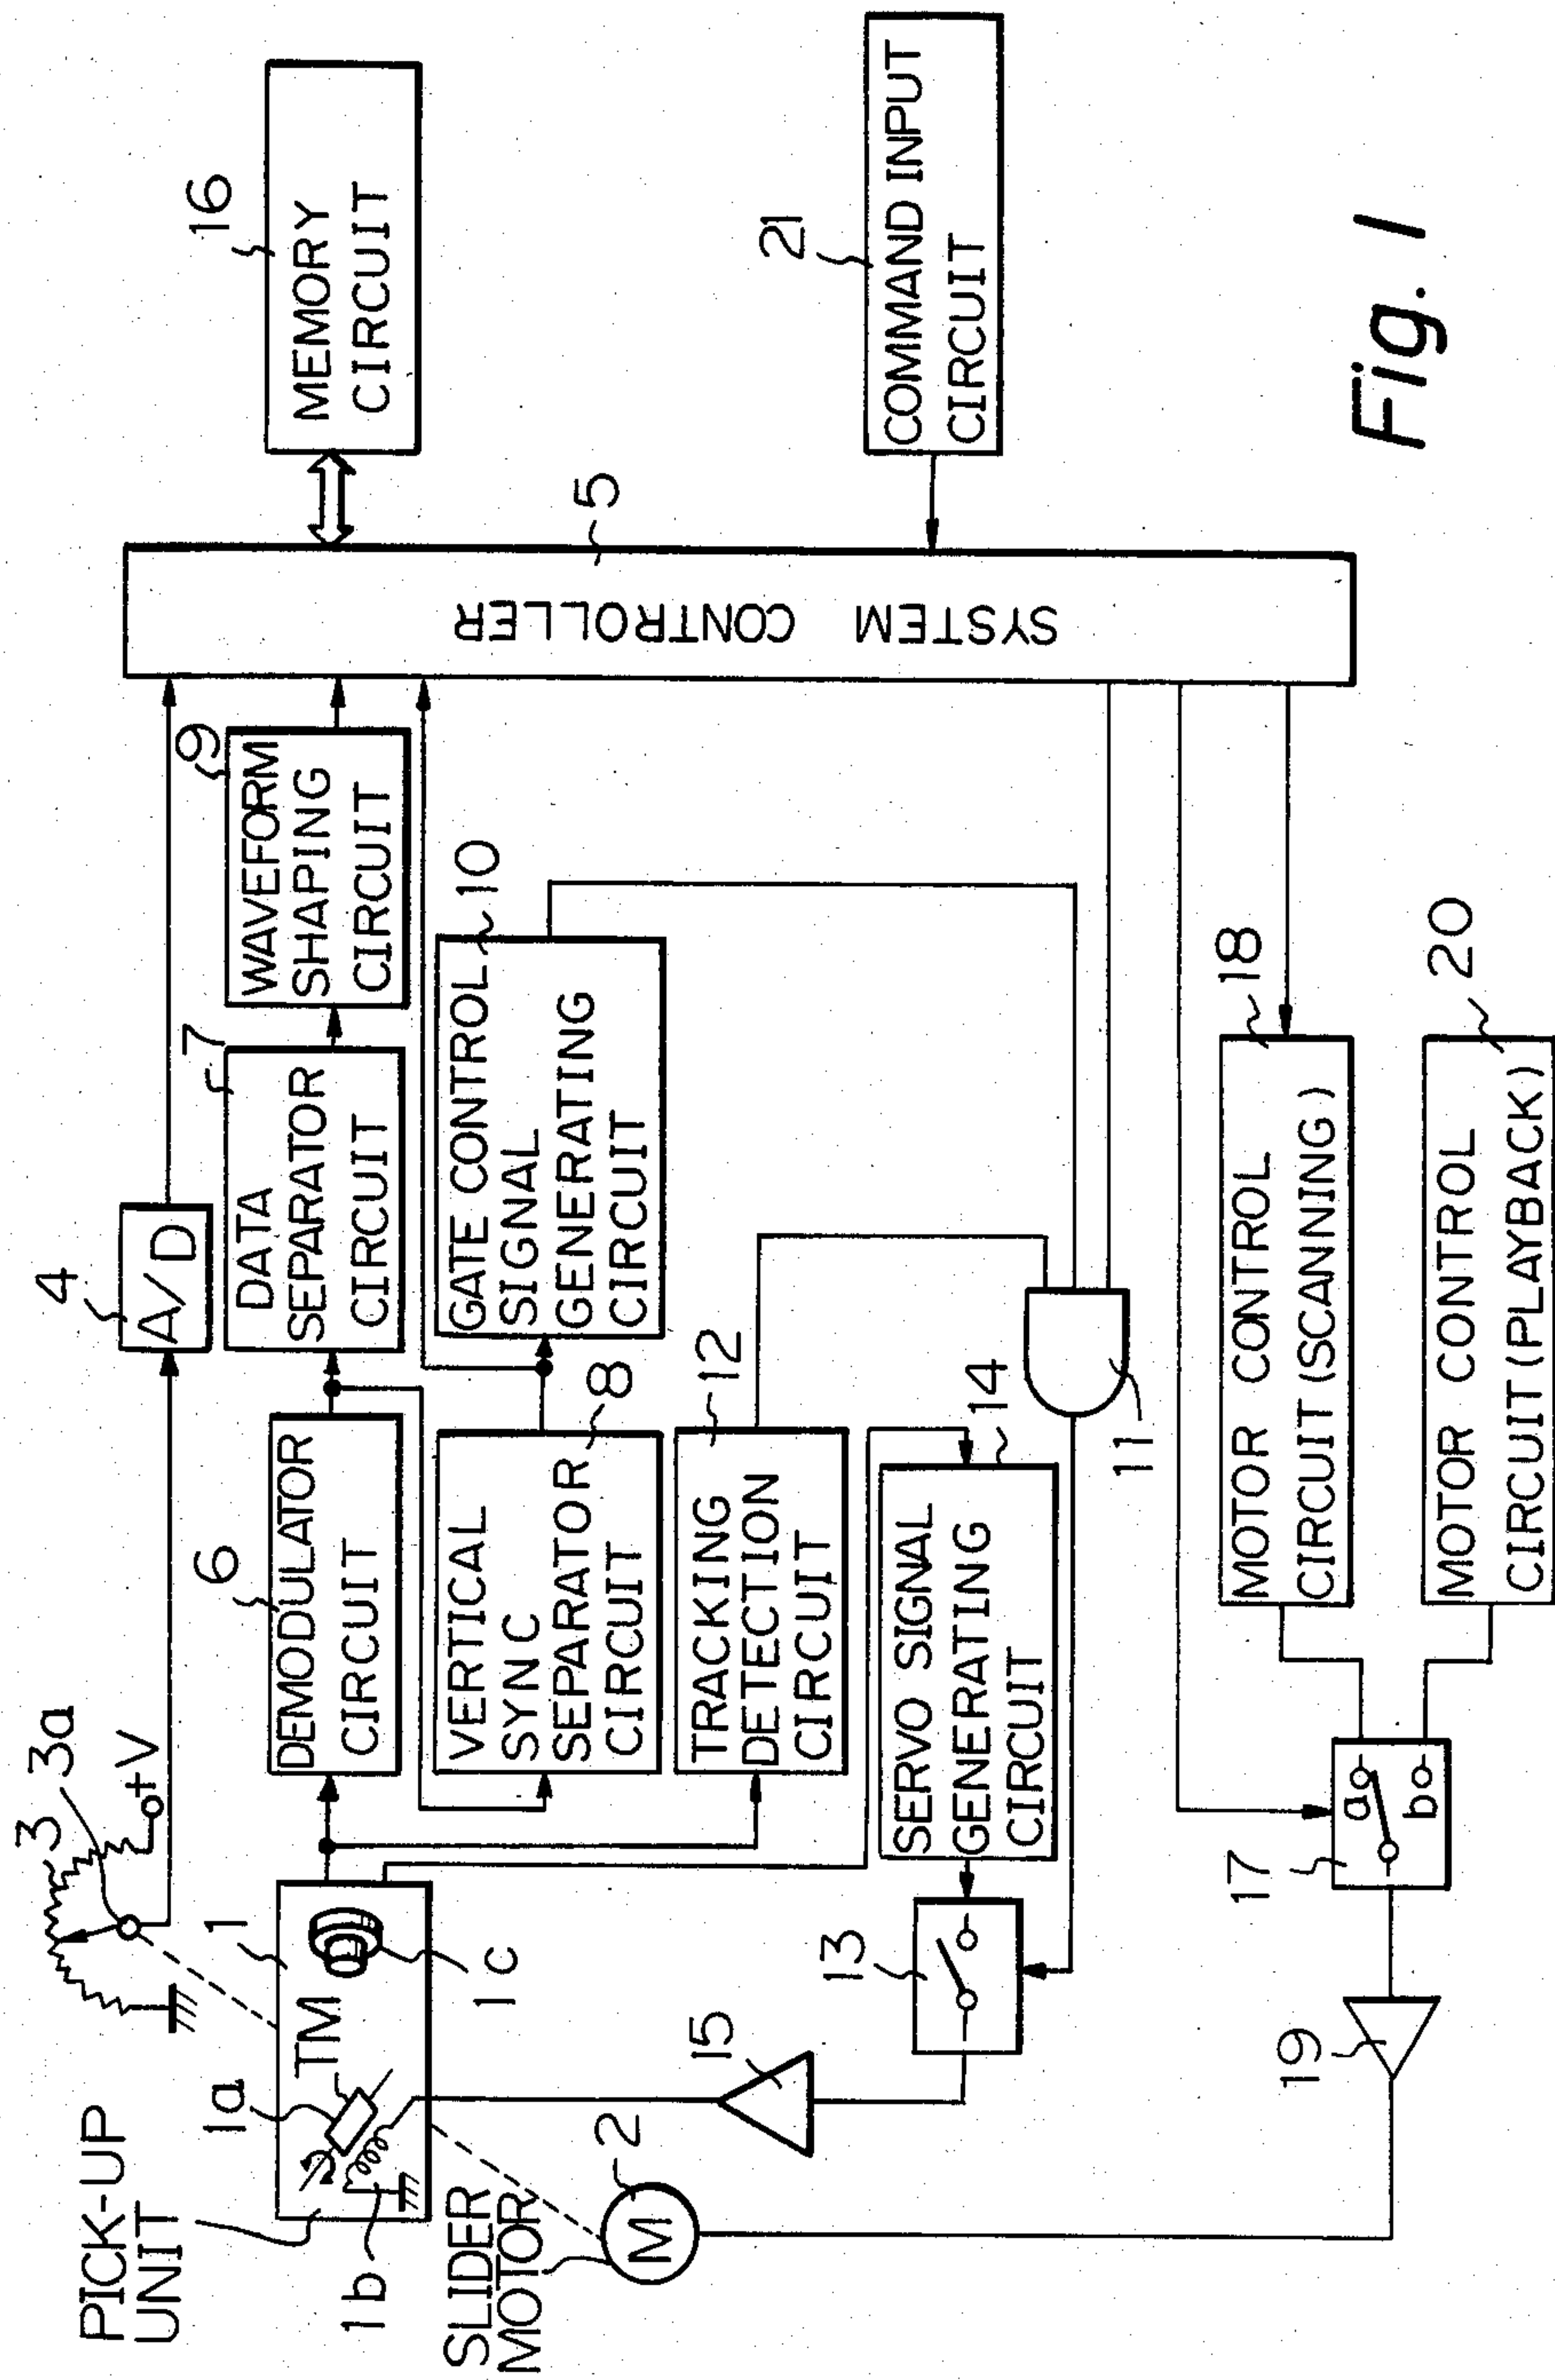 3
3a
+V
4
A/D
PICK-UP
UNIT
1
1a
TM
1b
1c
SLIDER
MOTOR
2
M
6
DEMODULATOR
CIRCUIT
7
DATA
SEPARATOR
CIRCUIT
9
WAVEFORM
SHAPING
CIRCUIT
8
VERTICAL
SYNC
SEPARATOR
CIRCUIT
10
GATE CONTROL
SIGNAL
GENERATING
CIRCUIT
12
TRACKING
DETECTION
CIRCUIT
14
SERVO SIGNAL
GENERATING
CIRCUIT
11
13
15
5
SYSTEM CONTROLLER
16
MEMORY
CIRCUIT
21
COMMAND INPUT
CIRCUIT
18
MOTOR CONTROL
CIRCUIT (SCANNING)
20
MOTOR CONTROL
CIRCUIT (PLAYBACK)
17
a
b
19
Fig. 1